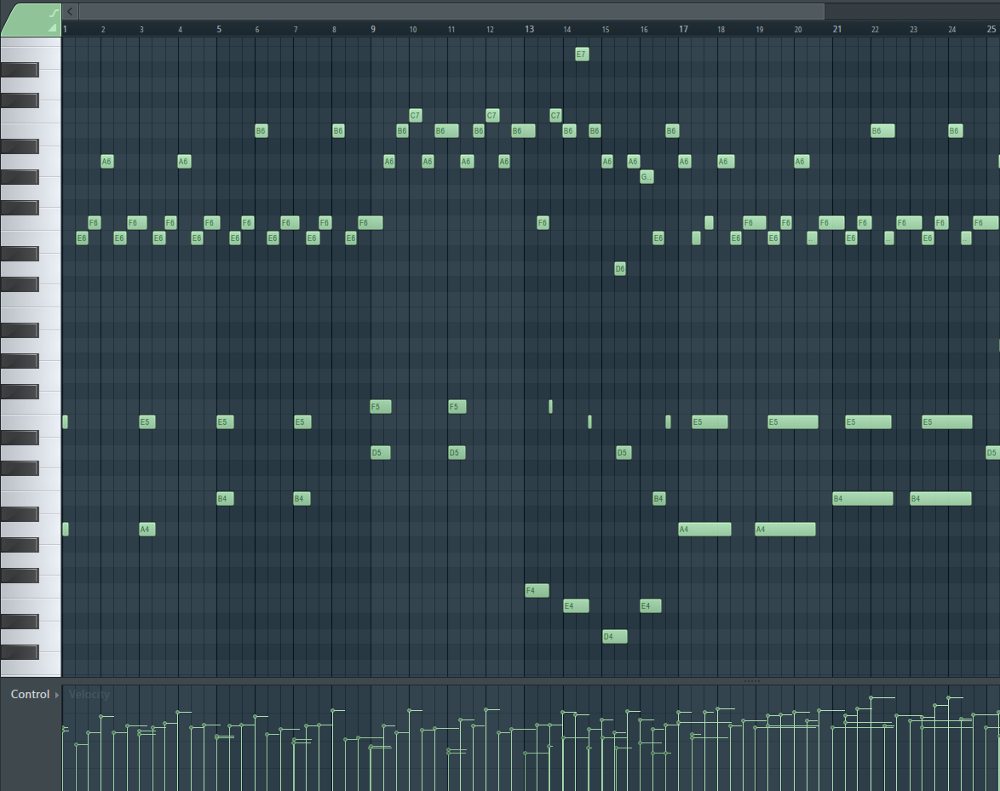 1 2 3 4 5 6 7 8 9 10 11 12 13 14 15 16 17 18 19 20 21 22 23 24 25
E7
C7 C7 C7
B6 B6 B6 B6 B6 B6 B6 B6 B6 B6 B6
A6 A6 A6 A6 A6 A6 A6 A6 A6 A6 A6
G..
F6 F6 F6 F6 F6 F6 F6 F6 F6 F6 F6 F6 F6 F6 F6 F6
E6 E6 E6 E6 E6 E6 E6 E6 E6 E6 E6 E6 E6
D6
F5 F5
E5 E5 E5 E5 E5 E5 E5
D5 D5 D5 D5
B4 B4 B4 B4 B4
A4 A4 A4
F4
E4 E4
D4
Control Velocity